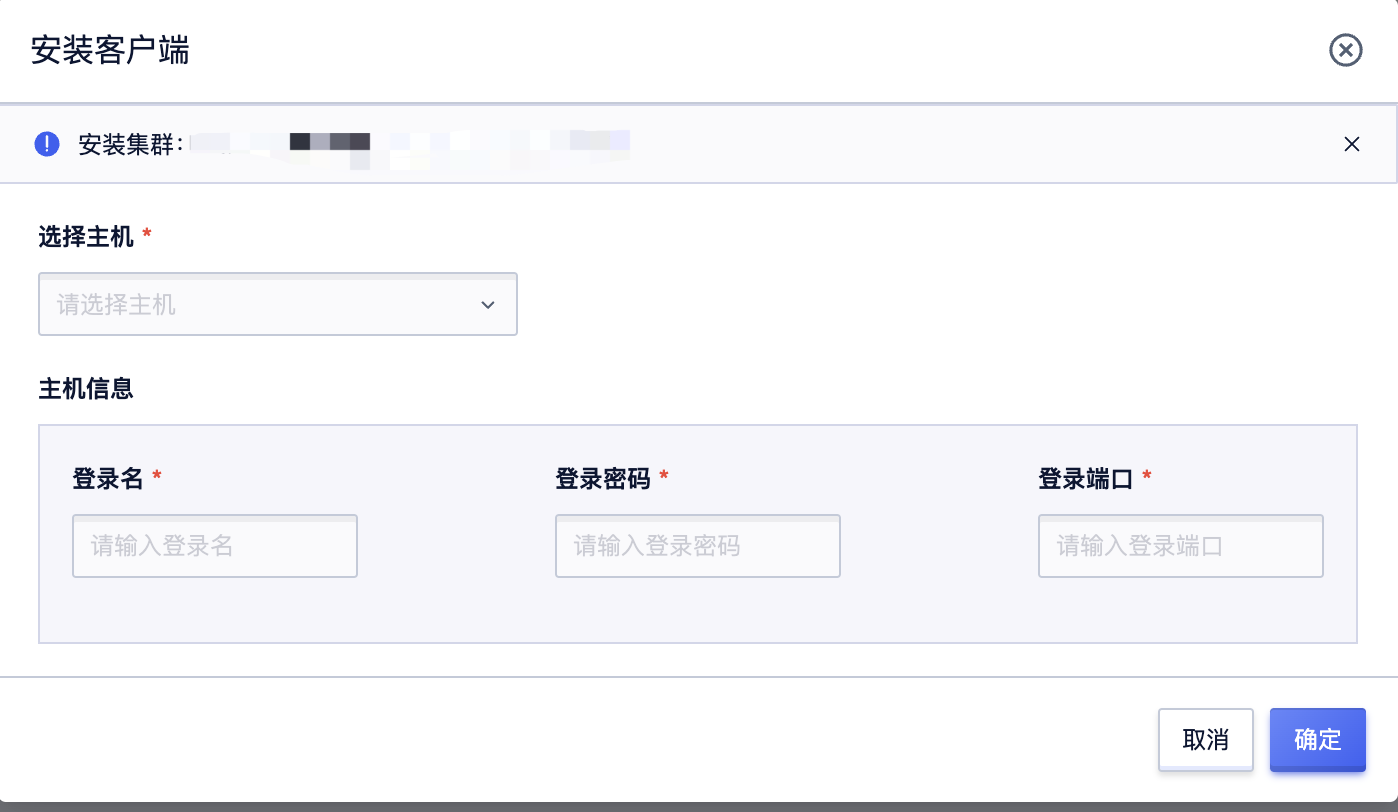 安装客户端
安装集群:
选择主机 *
请选择主机
主机信息
登录名 * 登录密码 * 登录端口 *
请输入登录名 请输入登录密码 请输入登录端口
取消 确定